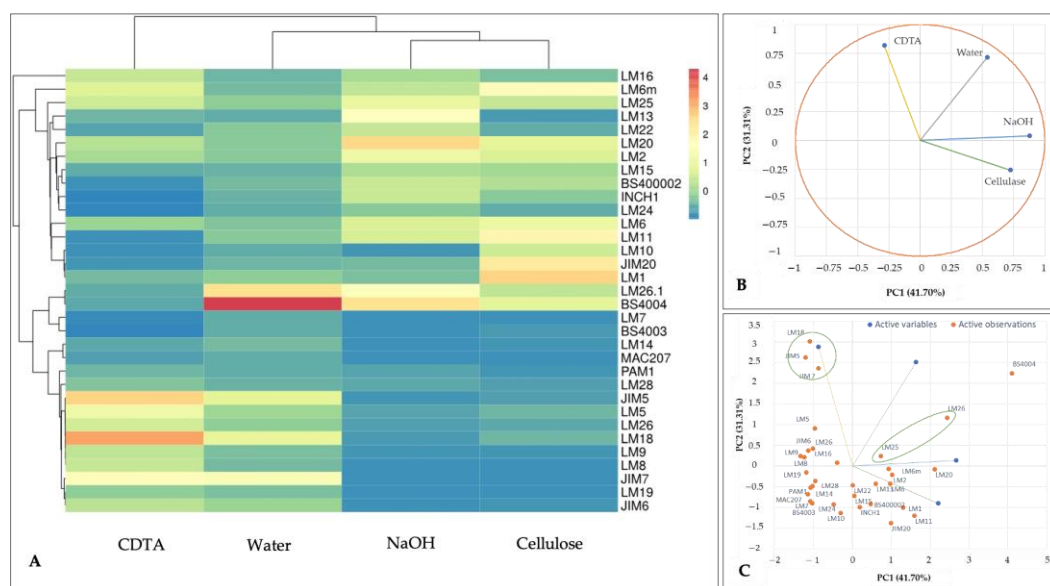 A
4
3
2
1
0
LM16
LM6m
LM25
LM13
LM22
LM20
LM2
LM15
BS400002
INCH1
LM24
LM6
LM11
LM10
JIM20
LM1
LM26.1
BS4004
LM7
BS4003
LM14
MAC207
PAM1
LM28
JIM5
LM5
LM26
LM18
LM9
LM8
JIM7
LM19
JIM6
CDTA Water NaOH Cellulose
B
PC2 (31.31%)
1
0.75
0.75
0.25
0
−0.25
−0.5
−0.75
−1
CDTA
Water
NaOH
Cellulase
−1 −0.75 −0.5 −0.25 0 0.25 0.5 0.75 1
PC1 (41.70%)
C
PC2 (31.31%)
3.5
3
2.5
2
1.5
1
0.5
0
−0.5
−1
−1.5
−2
Active variables Active observations
LM18
JIM5
JIM7
BS4004
LM26
LM5
LM25
JIM6
LM26
LM9
LM16
LM8
LM19
LM6m
LM20
LM2
PAM1
LM28
LM22
LM13
LM6
MAC207
LM14
LM15
LM7
BS4003
LM24
INCH1
BS400002
LM1
LM10
LM11
JIM20
−2 −1 0 1 2 3 4 5
PC1 (41.70%)